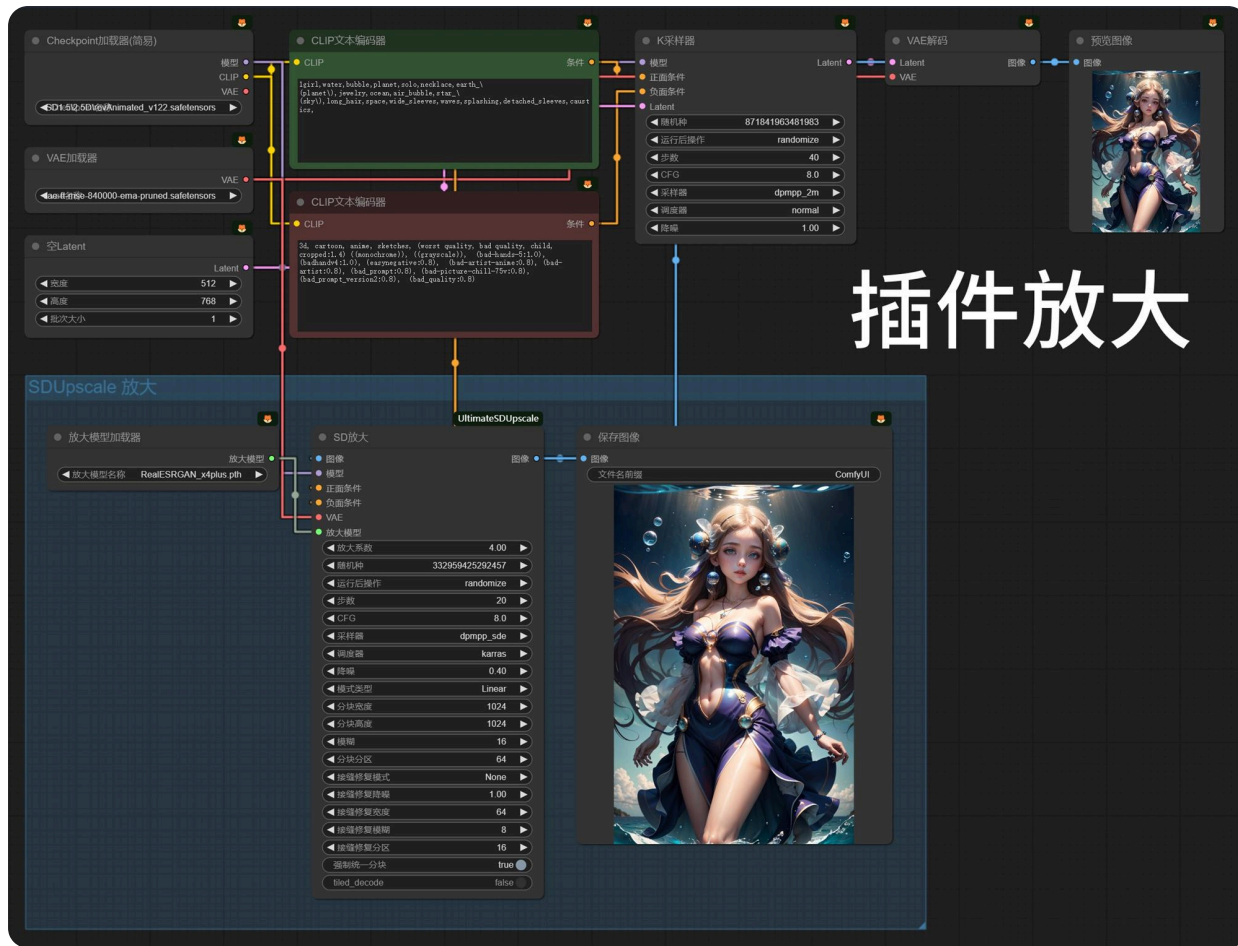 Checkpoint加载器(简易)
模型
CLIP
VAE
VAE加载器
VAE
空Latent
Latent
宽度 512
高度 768
批次大小 1
CLIP文本编码器
CLIP 条件
1girl,water,bubble,planet,solo,necklace,earth_\
(planet\),jewelry,ocean,air_bubble,star_\
(sky\),long_hair,space,wide_sleeves,waves,splashing,detached_sleeves,caust
ics,
CLIP文本编码器
CLIP 条件
3d, cartoon, anime, sketches, (worst quality, bad quality, child,
cropped:1.4) ((monochrome)), ((grayscale)), (bad-hands-5:1.0),
(badhandv4:1.0), (easynegative:0.8), (bad-artist-anime:0.8), (bad-
artist:0.8), (bad_prompt:0.8), (bad-picture-chill-75v:0.8),
(bad_prompt_version2:0.8), (bad_quality:0.8)
K采样器
模型 Latent
正面条件
负面条件
Latent
随机种 871841963481983
运行后操作 randomize
步数 40
CFG 8.0
采样器 dpmpp_2m
调度器 normal
降噪 1.00
VAE解码
Latent 图像
VAE
预览图像
图像
插件放大
SDUpscale 放大
放大模型加载器
放大模型
放大模型名称 RealESRGAN_x4plus.pth
UltimateSDUpscale
SD放大
图像 图像
模型
正面条件
负面条件
VAE
放大模型
放大系数 4.00
随机种 332959425292457
运行后操作 randomize
步数 20
CFG 8.0
采样器 dpmpp_sde
调度器 karras
降噪 0.40
模式类型 Linear
分块宽度 1024
分块高度 1024
模糊 16
分块分区 64
接缝修复模式 None
接缝修复降噪 1.00
接缝修复宽度 64
接缝修复模糊 8
接缝修复分区 16
强制统一分块 true
tiled_decode false
保存图像
图像
文件名前缀 ComfyUI